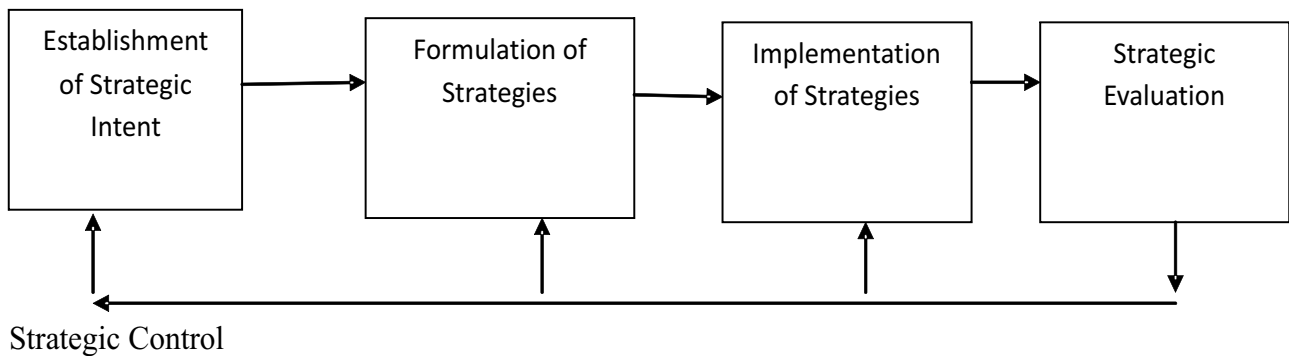 Establishment
of Strategic
Intent
Formulation of
Strategies
Implementation
of Strategies
Strategic
Evaluation
Strategic Control